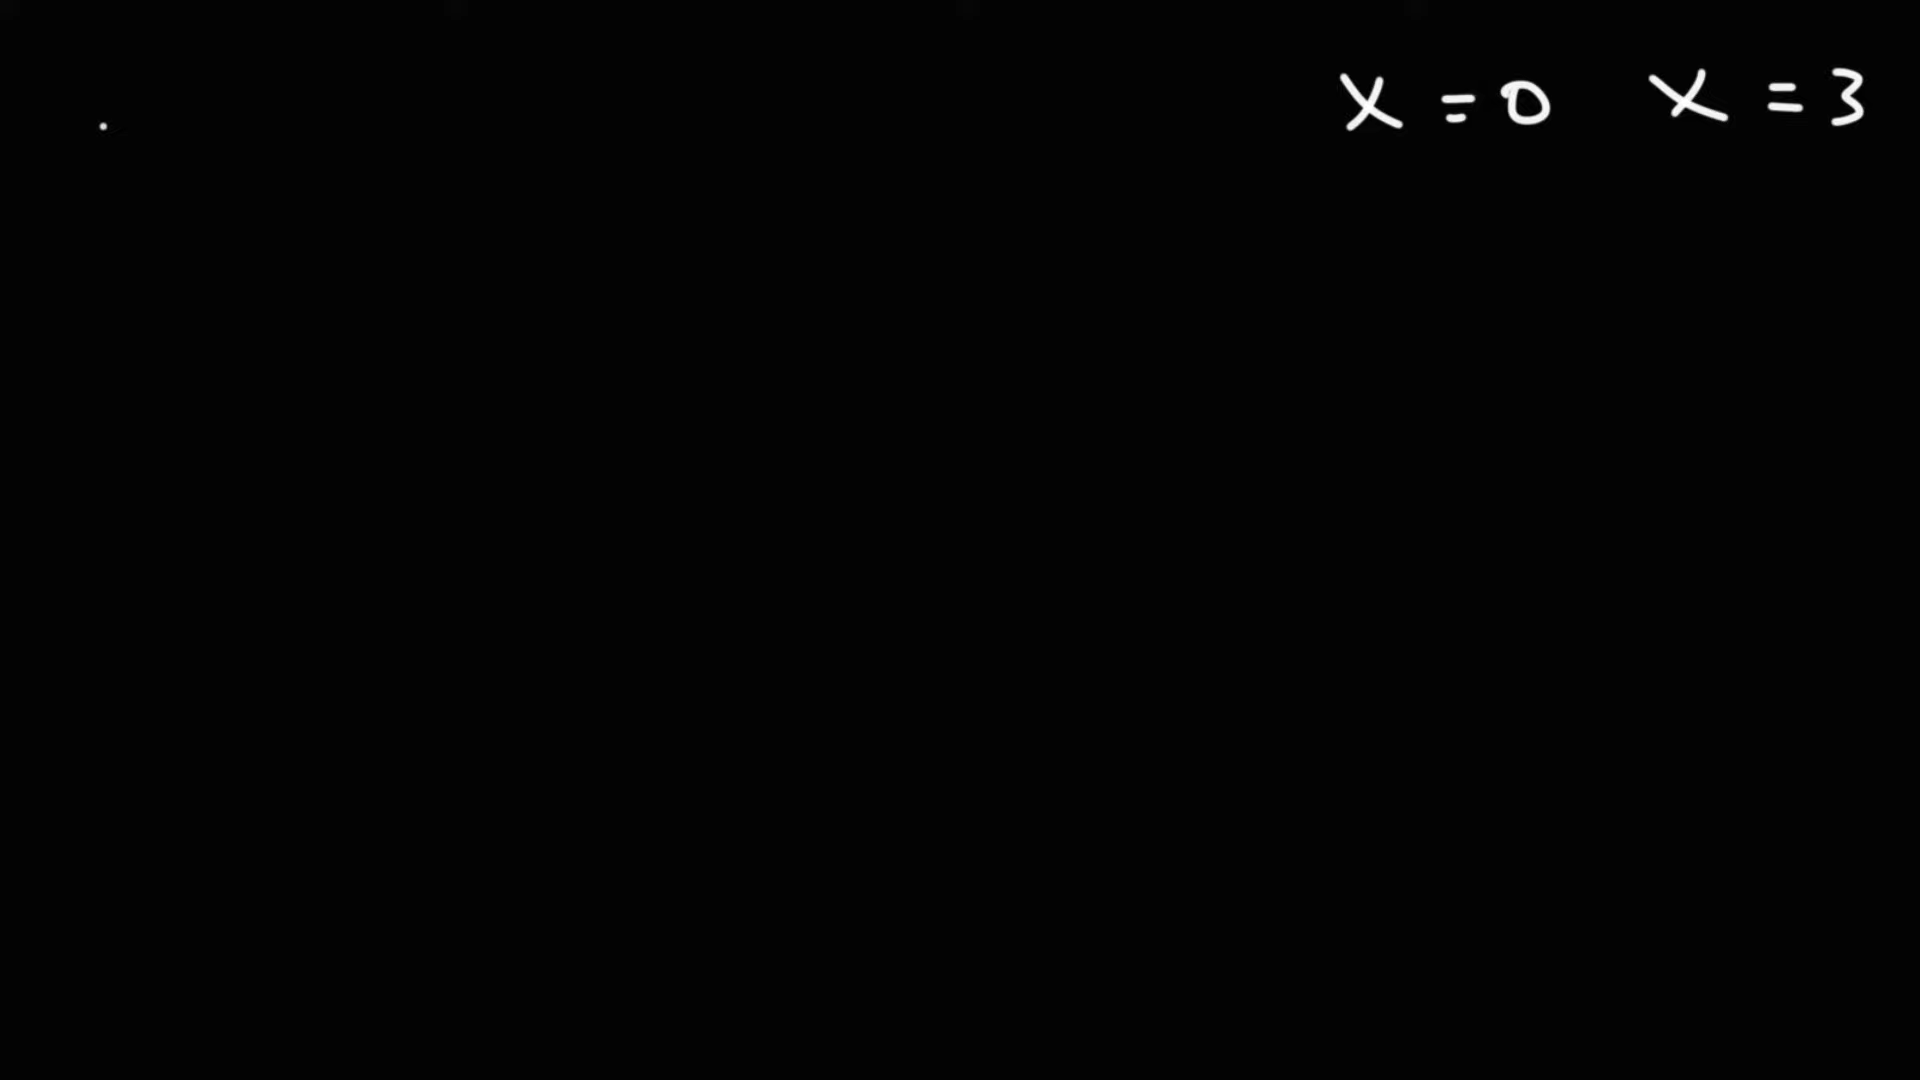 x = 0 x = 3